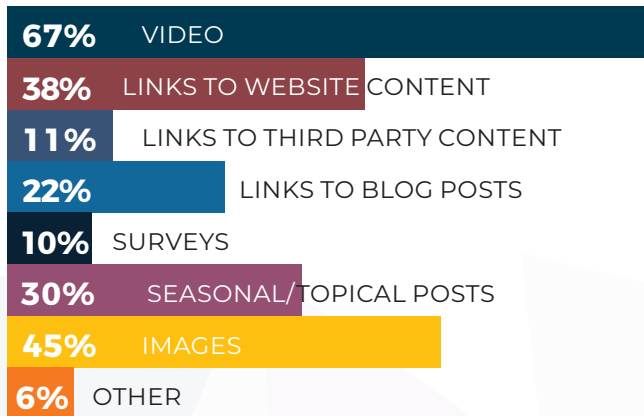 67% VIDEO
38% LINKS TO WEBSITE CONTENT
11% LINKS TO THIRD PARTY CONTENT
22% LINKS TO BLOG POSTS
10% SURVEYS
30% SEASONAL/TOPICAL POSTS
45% IMAGES
6% OTHER